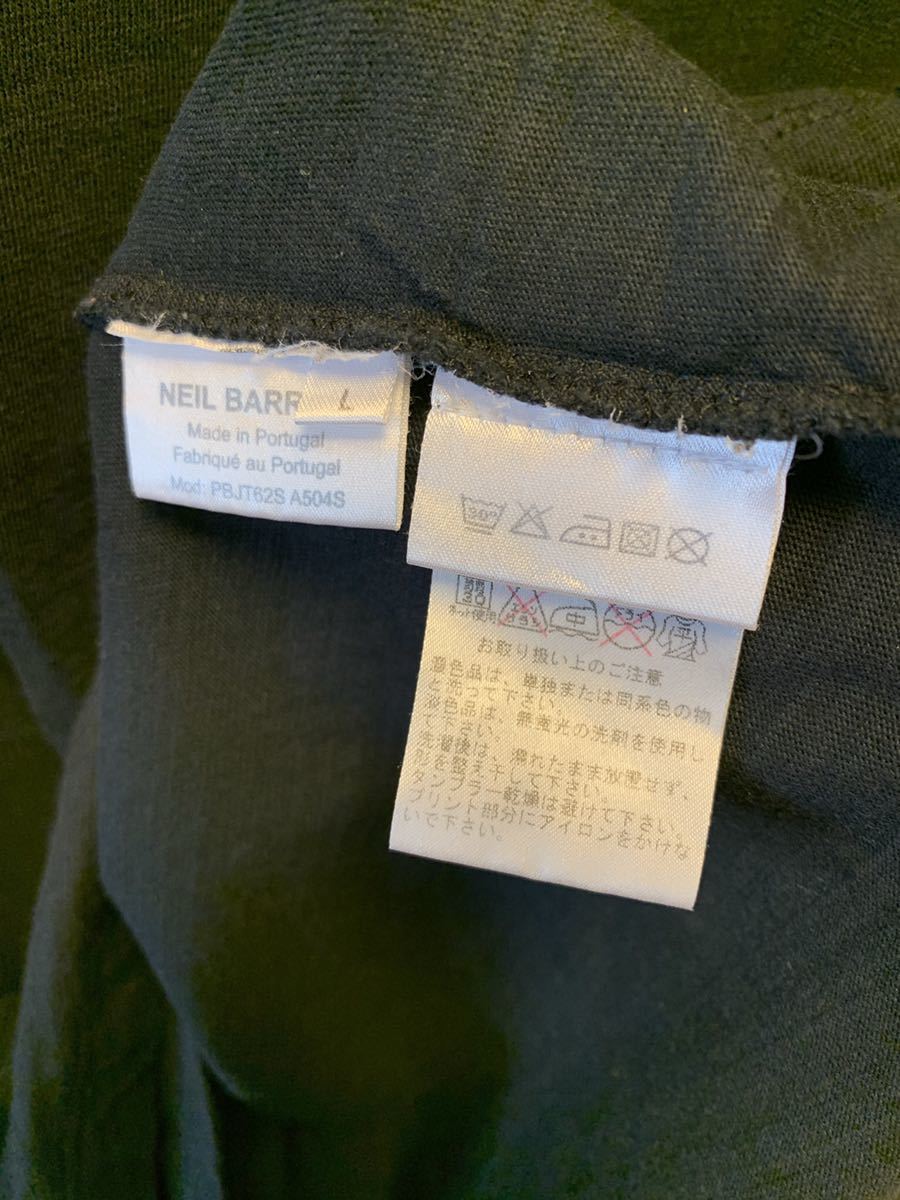 NEIL BARR
L
Made in Portugal
Fabriqué au Portugal
Mod: PBJT62S A504S
30°
ネット使用
中
お取り扱い上のご注意
は、単独または同系色の物
と洗って下さい。
淡色品は、無蛍光の洗剤を使用し
て下さい。
洗濯後は、濡れたまま放置せず、
形を整え干して下さい。
タンブラー乾燥は避けて下さい。
プリント部分にアイロンをかけな
いで下さい。